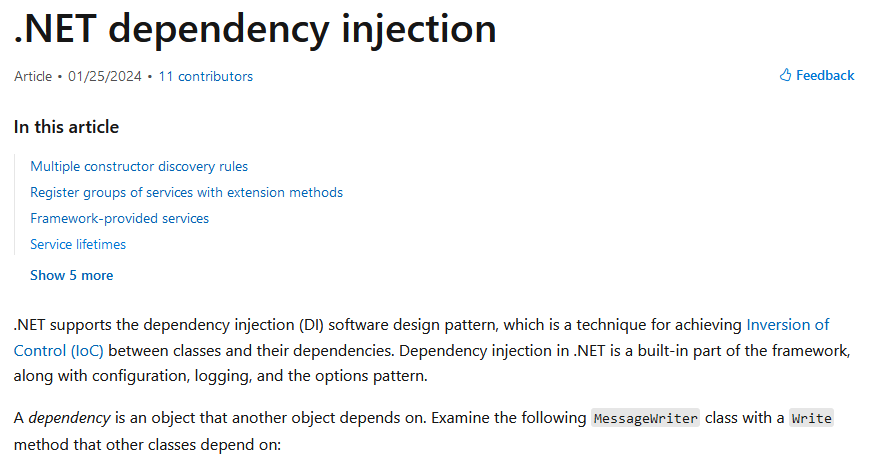 .NET dependency injection
Article • 01/25/2024 • 11 contributors
Feedback
In this article
Multiple constructor discovery rules
Register groups of services with extension methods
Framework-provided services
Service lifetimes
Show 5 more
.NET supports the dependency injection (DI) software design pattern, which is a technique for achieving Inversion of
Control (IoC) between classes and their dependencies. Dependency injection in .NET is a built-in part of the framework,
along with configuration, logging, and the options pattern.
A dependency is an object that another object depends on. Examine the following MessageWriter class with a Write
method that other classes depend on: